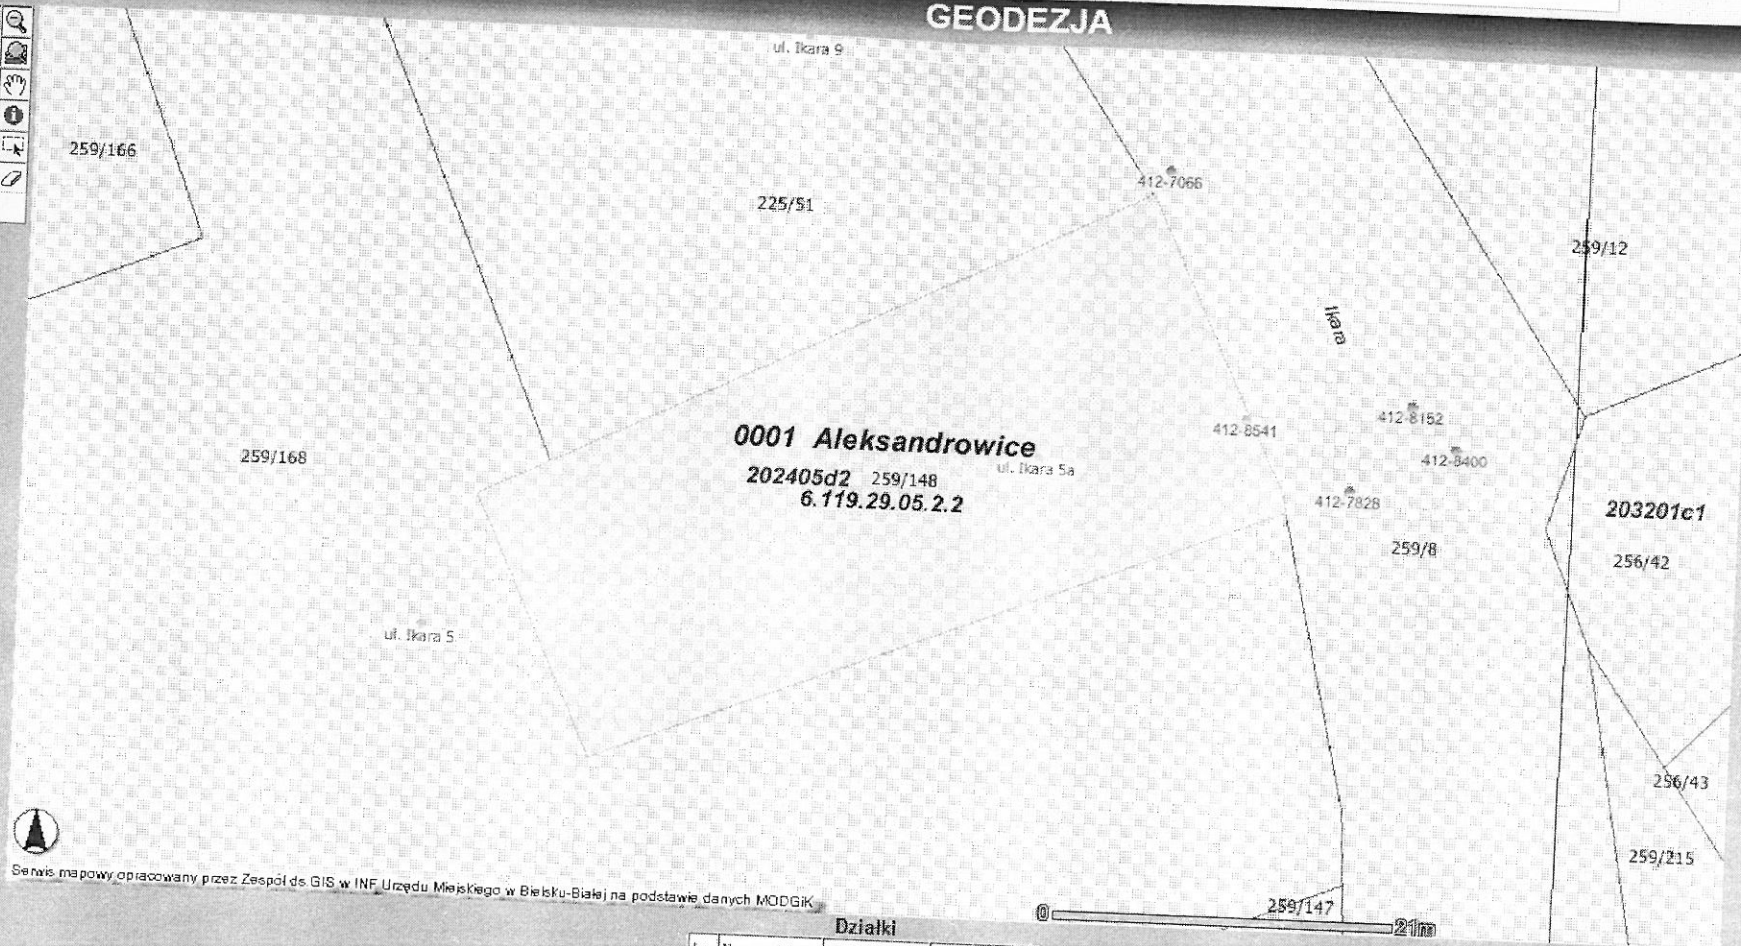 GEODEZJA
ul. Ikara 9
259/166
412-7066
225/51
259/12
Ikara
412-8152
412-8541
0001 Aleksandrowice
259/168
412-8400
ul. Ikara 5a
202405d2 259/148
6.119.29.05.2.2
412-7828
203201c1
259/8
256/42
ul. Ikara 5
256/43
259/215
Serwis mapowy opracowany przez Zespół ds GIS w INF Urzędu Miejskiego w Bielsku-Białej na podstawie danych MODGiK
259/147
0 21m
Działki